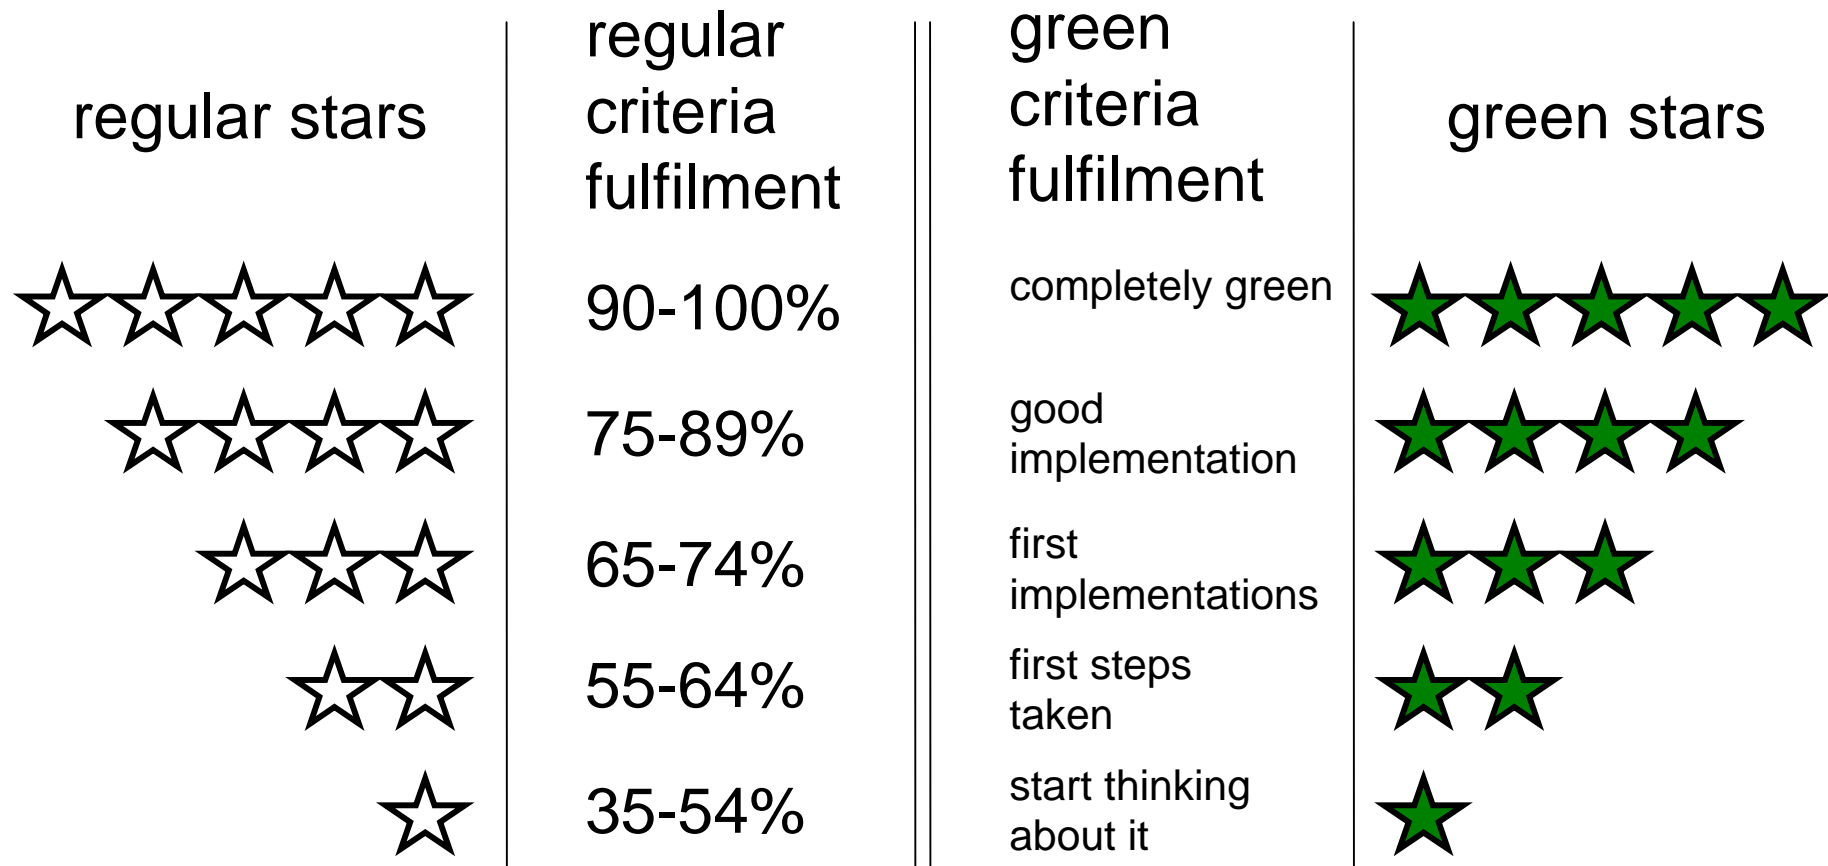 regular stars
regular
criteria
fulfilment
green
criteria
fulfilment
green stars
90-100%
completely green
75-89%
good
implementation
65-74%
first
implementations
55-64%
first steps
taken
35-54%
start thinking
about it